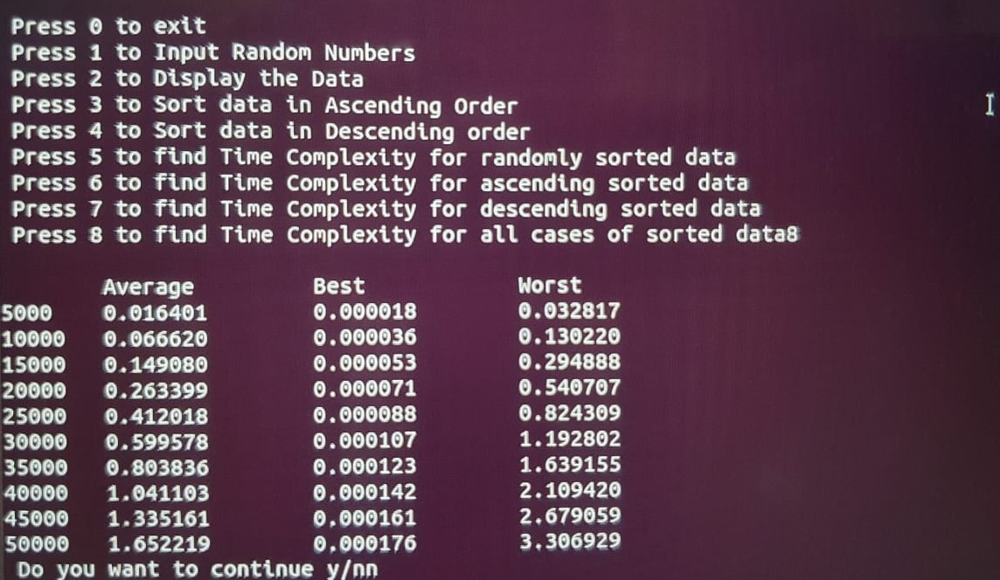 Press 0 to exit
Press 1 to Input Random Numbers
Press 2 to Display the Data
Press 3 to Sort data in Ascending Order
Press 4 to Sort data in Descending order
Press 5 to find Time Complexity for randomly sorted data
Press 6 to find Time Complexity for ascending sorted data
Press 7 to find Time Complexity for descending sorted data
Press 8 to find Time Complexity for all cases of sorted data8
Average Best Worst
5000 0.016401 0.000018 0.032817
10000 0.066620 0.000036 0.130220
15000 0.149080 0.000053 0.294888
20000 0.263399 0.000071 0.540707
25000 0.412018 0.000088 0.824309
30000 0.599578 0.000107 1.192802
35000 0.803836 0.000123 1.639155
40000 1.041103 0.000142 2.109420
45000 1.335161 0.000161 2.679059
50000 1.652219 0.000176 3.306929
Do you want to continue y/nn